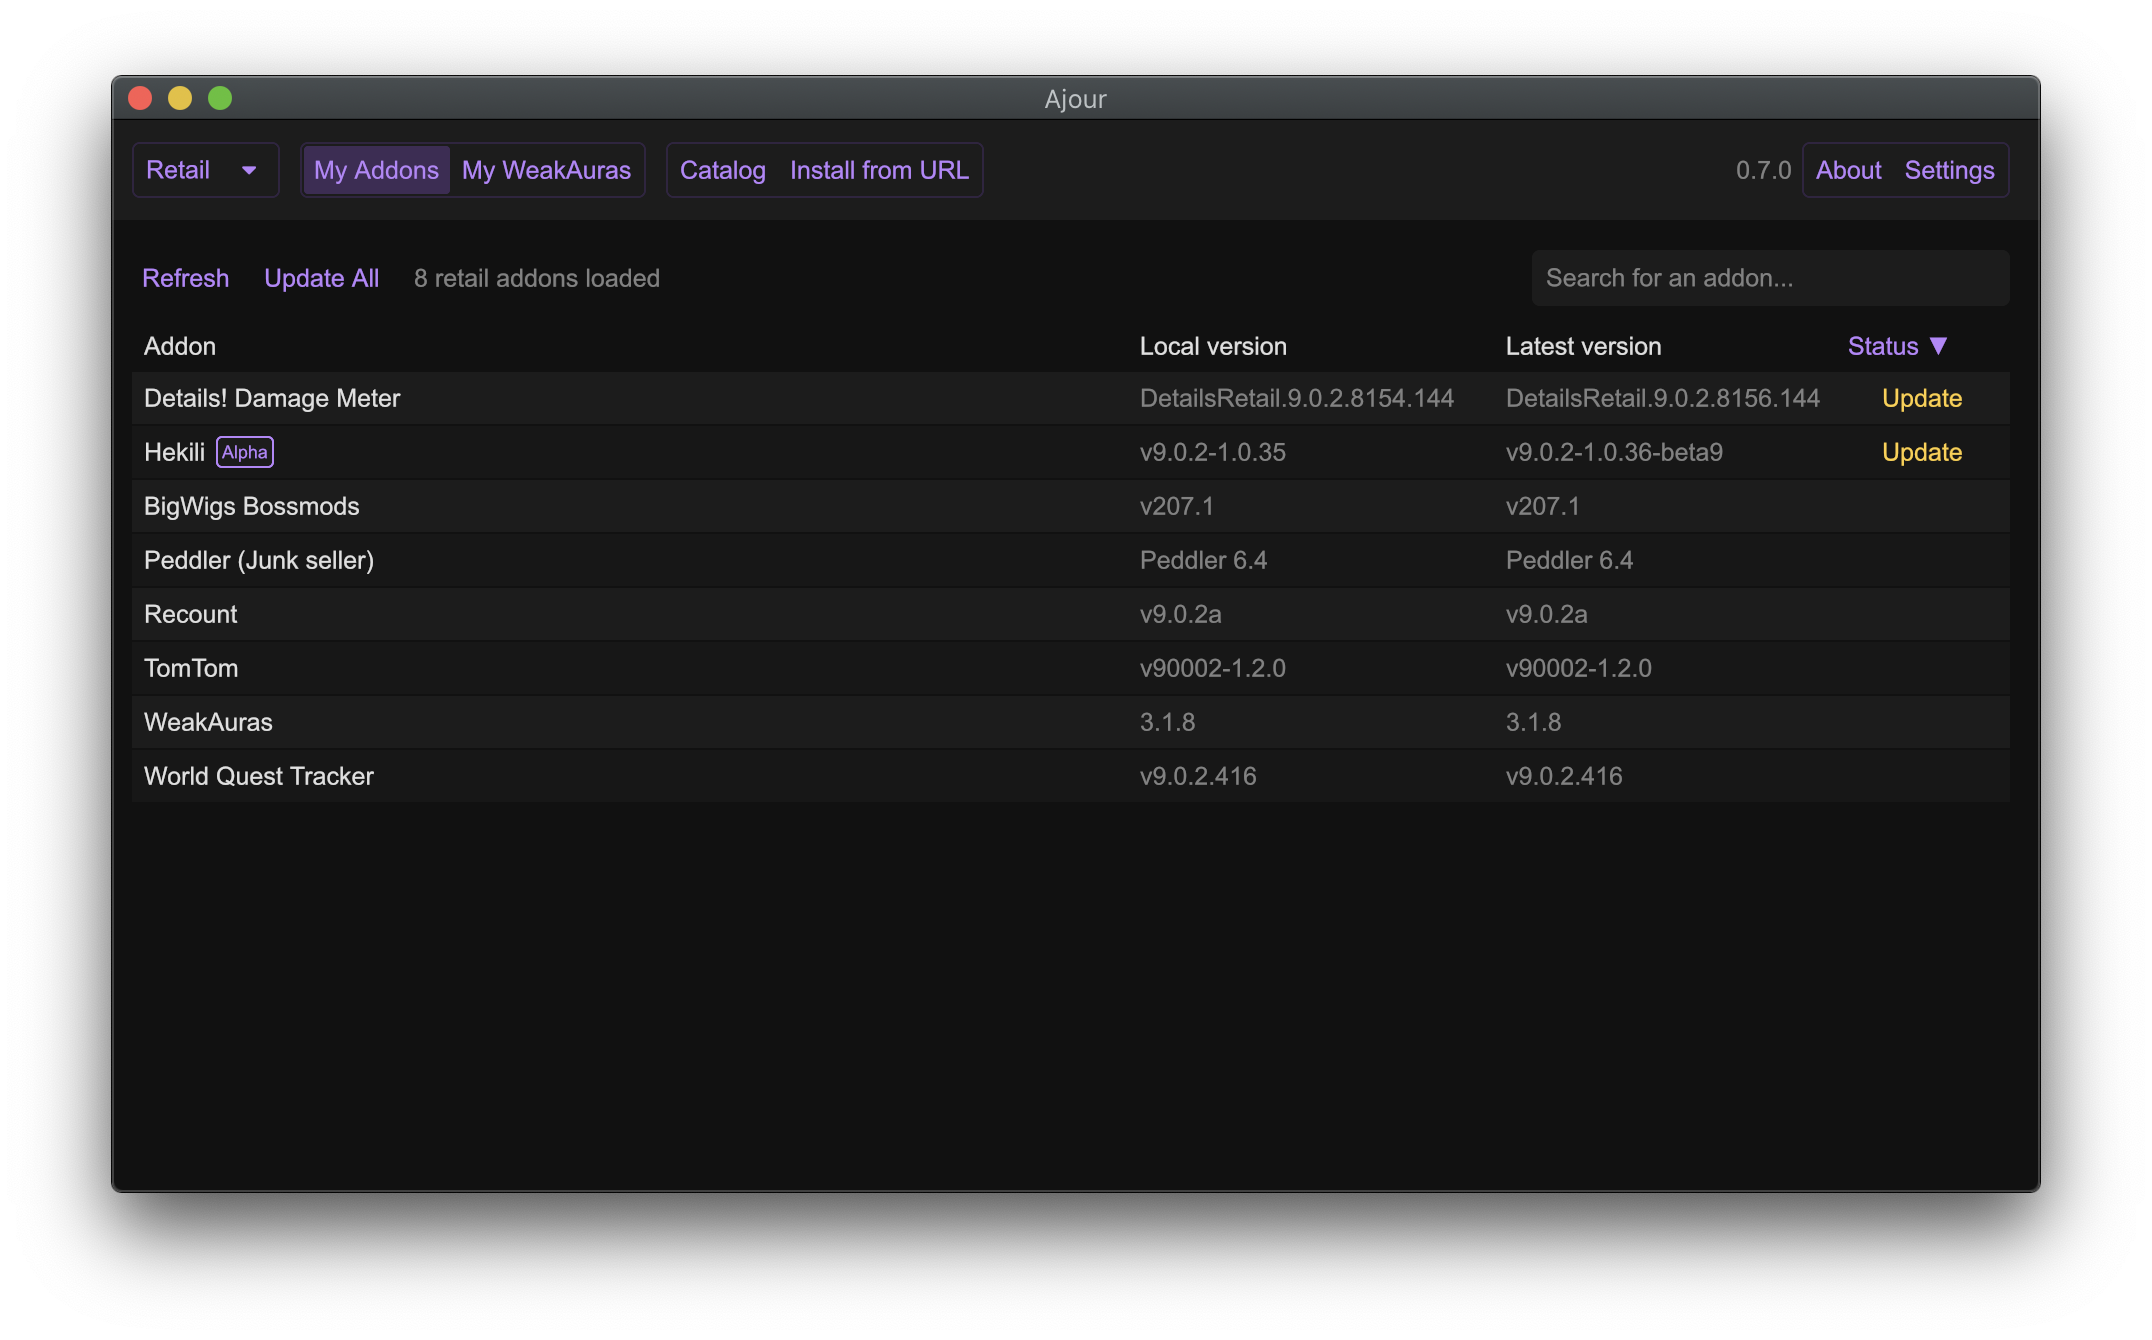 Ajour
Retail My Addons My WeakAuras Catalog Install from URL 0.7.0 About Settings
Refresh Update All 8 retail addons loaded Search for an addon...
Addon Local version Latest version Status ▼
Details! Damage Meter DetailsRetail.9.0.2.8154.144 DetailsRetail.9.0.2.8156.144 Update
Hekili Alpha v9.0.2-1.0.35 v9.0.2-1.0.36-beta9 Update
BigWigs Bossmods v207.1 v207.1
Peddler (Junk seller) Peddler 6.4 Peddler 6.4
Recount v9.0.2a v9.0.2a
TomTom v90002-1.2.0 v90002-1.2.0
WeakAuras 3.1.8 3.1.8
World Quest Tracker v9.0.2.416 v9.0.2.416